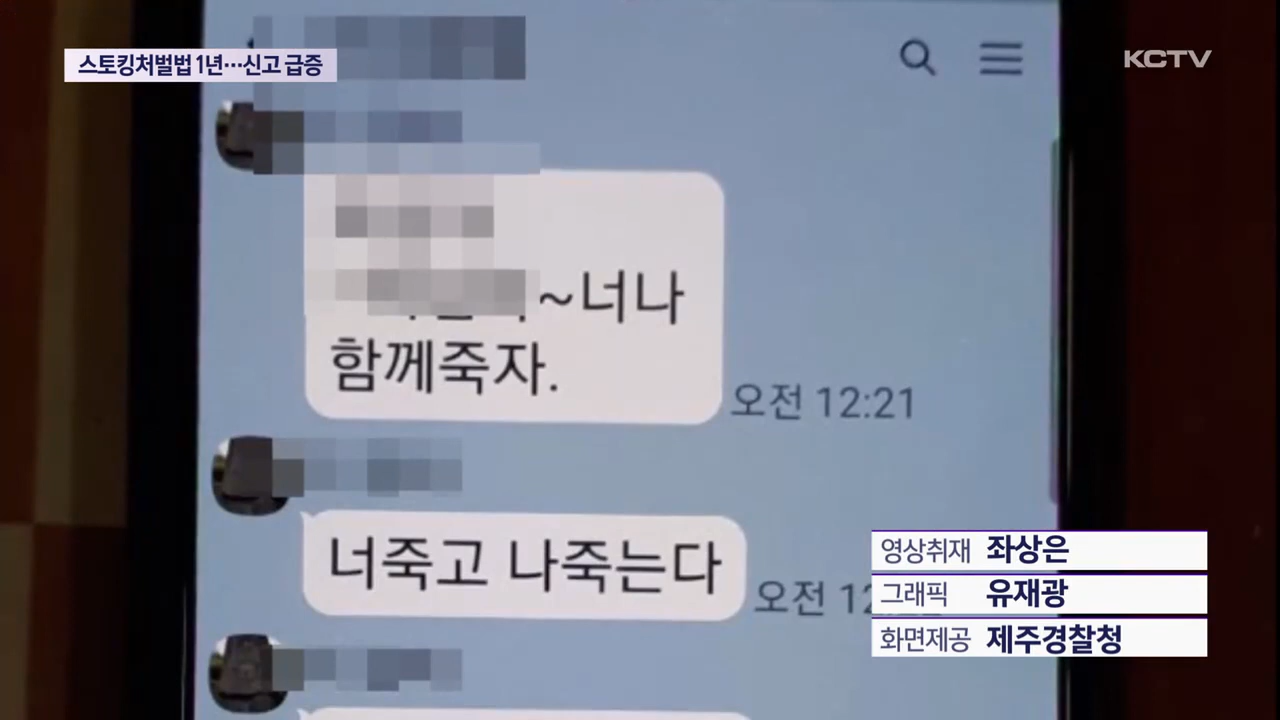 스토킹처벌법 1년…신고 급증
KCTV
~너나
함께죽자.
오전 12:21
너죽고 나죽는다
오전
영상취재 좌상은
그래픽 유재광
화면제공 제주경찰청